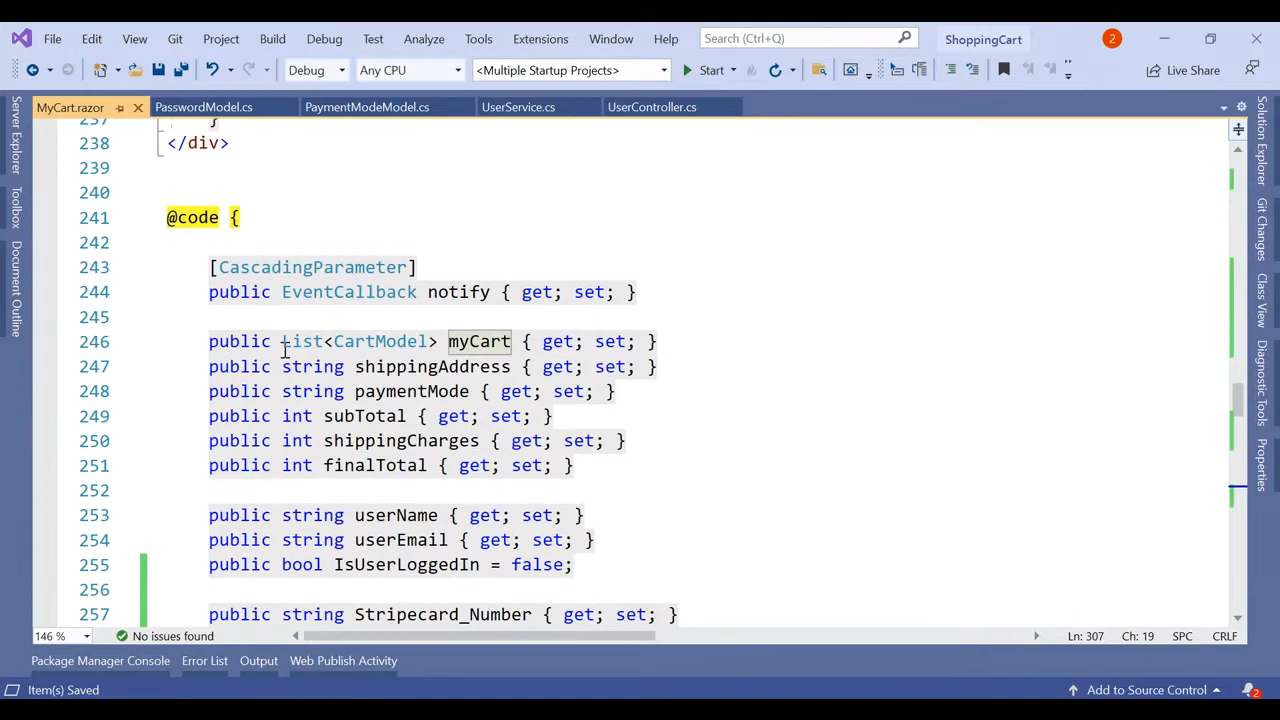 File Edit View Git Project Build Debug Test Analyze Tools Extensions Window Help Search (Ctrl+Q) ShoppingCart 2
Debug Any CPU <Multiple Startup Projects> Start Live Share
MyCart.razor PasswordModel.cs PaymentModeModel.cs UserService.cs UserController.cs
237 }
238 </div>
239
240
241 @code {
242
243 [CascadingParameter]
244 public EventCallback notify { get; set; }
245
246 public List<CartModel> myCart { get; set; }
247 public string shippingAddress { get; set; }
248 public string paymentMode { get; set; }
249 public int subTotal { get; set; }
250 public int shippingCharges { get; set; }
251 public int finalTotal { get; set; }
252
253 public string userName { get; set; }
254 public string userEmail { get; set; }
255 public bool IsUserLoggedIn = false;
256
257 public string Stripecard_Number { get; set; }
Server Explorer
Toolbox
Document Outline
Solution Explorer
Git Changes
Class View
Diagnostic Tools
Properties
146 % No issues found Ln: 307 Ch: 19 SPC CRLF
Package Manager Console Error List Output Web Publish Activity
Item(s) Saved Add to Source Control 2